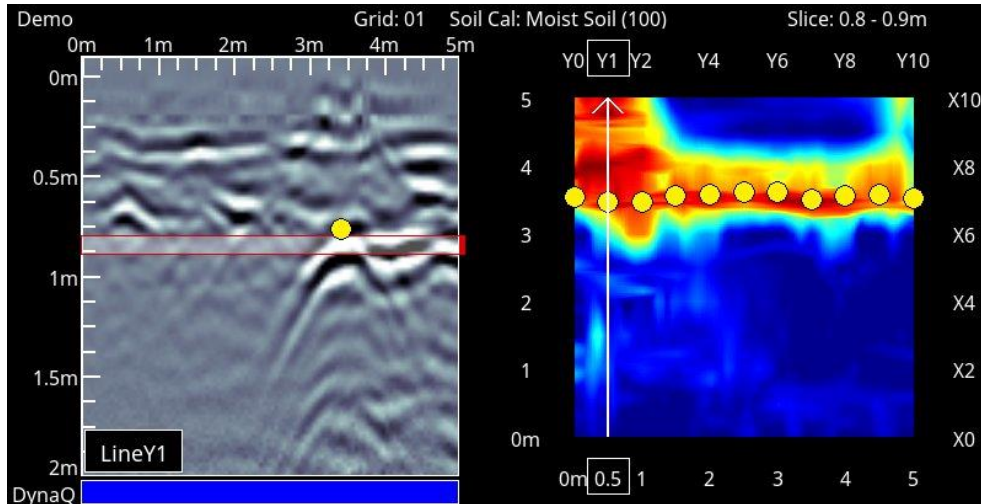 Demo Grid: 01 Soil Cal: Moist Soil (100) Slice: 0.8 - 0.9m
0m 1m 2m 3m 4m 5m
Y0 Y1 Y2 Y4 Y6 Y8 Y10
0m
0.5m
1m
1.5m
2m
LineY1
DynaQ
5
4
3
2
1
0m
X10
X8
X6
X4
X2
X0
0m 0.5 1 2 3 4 5